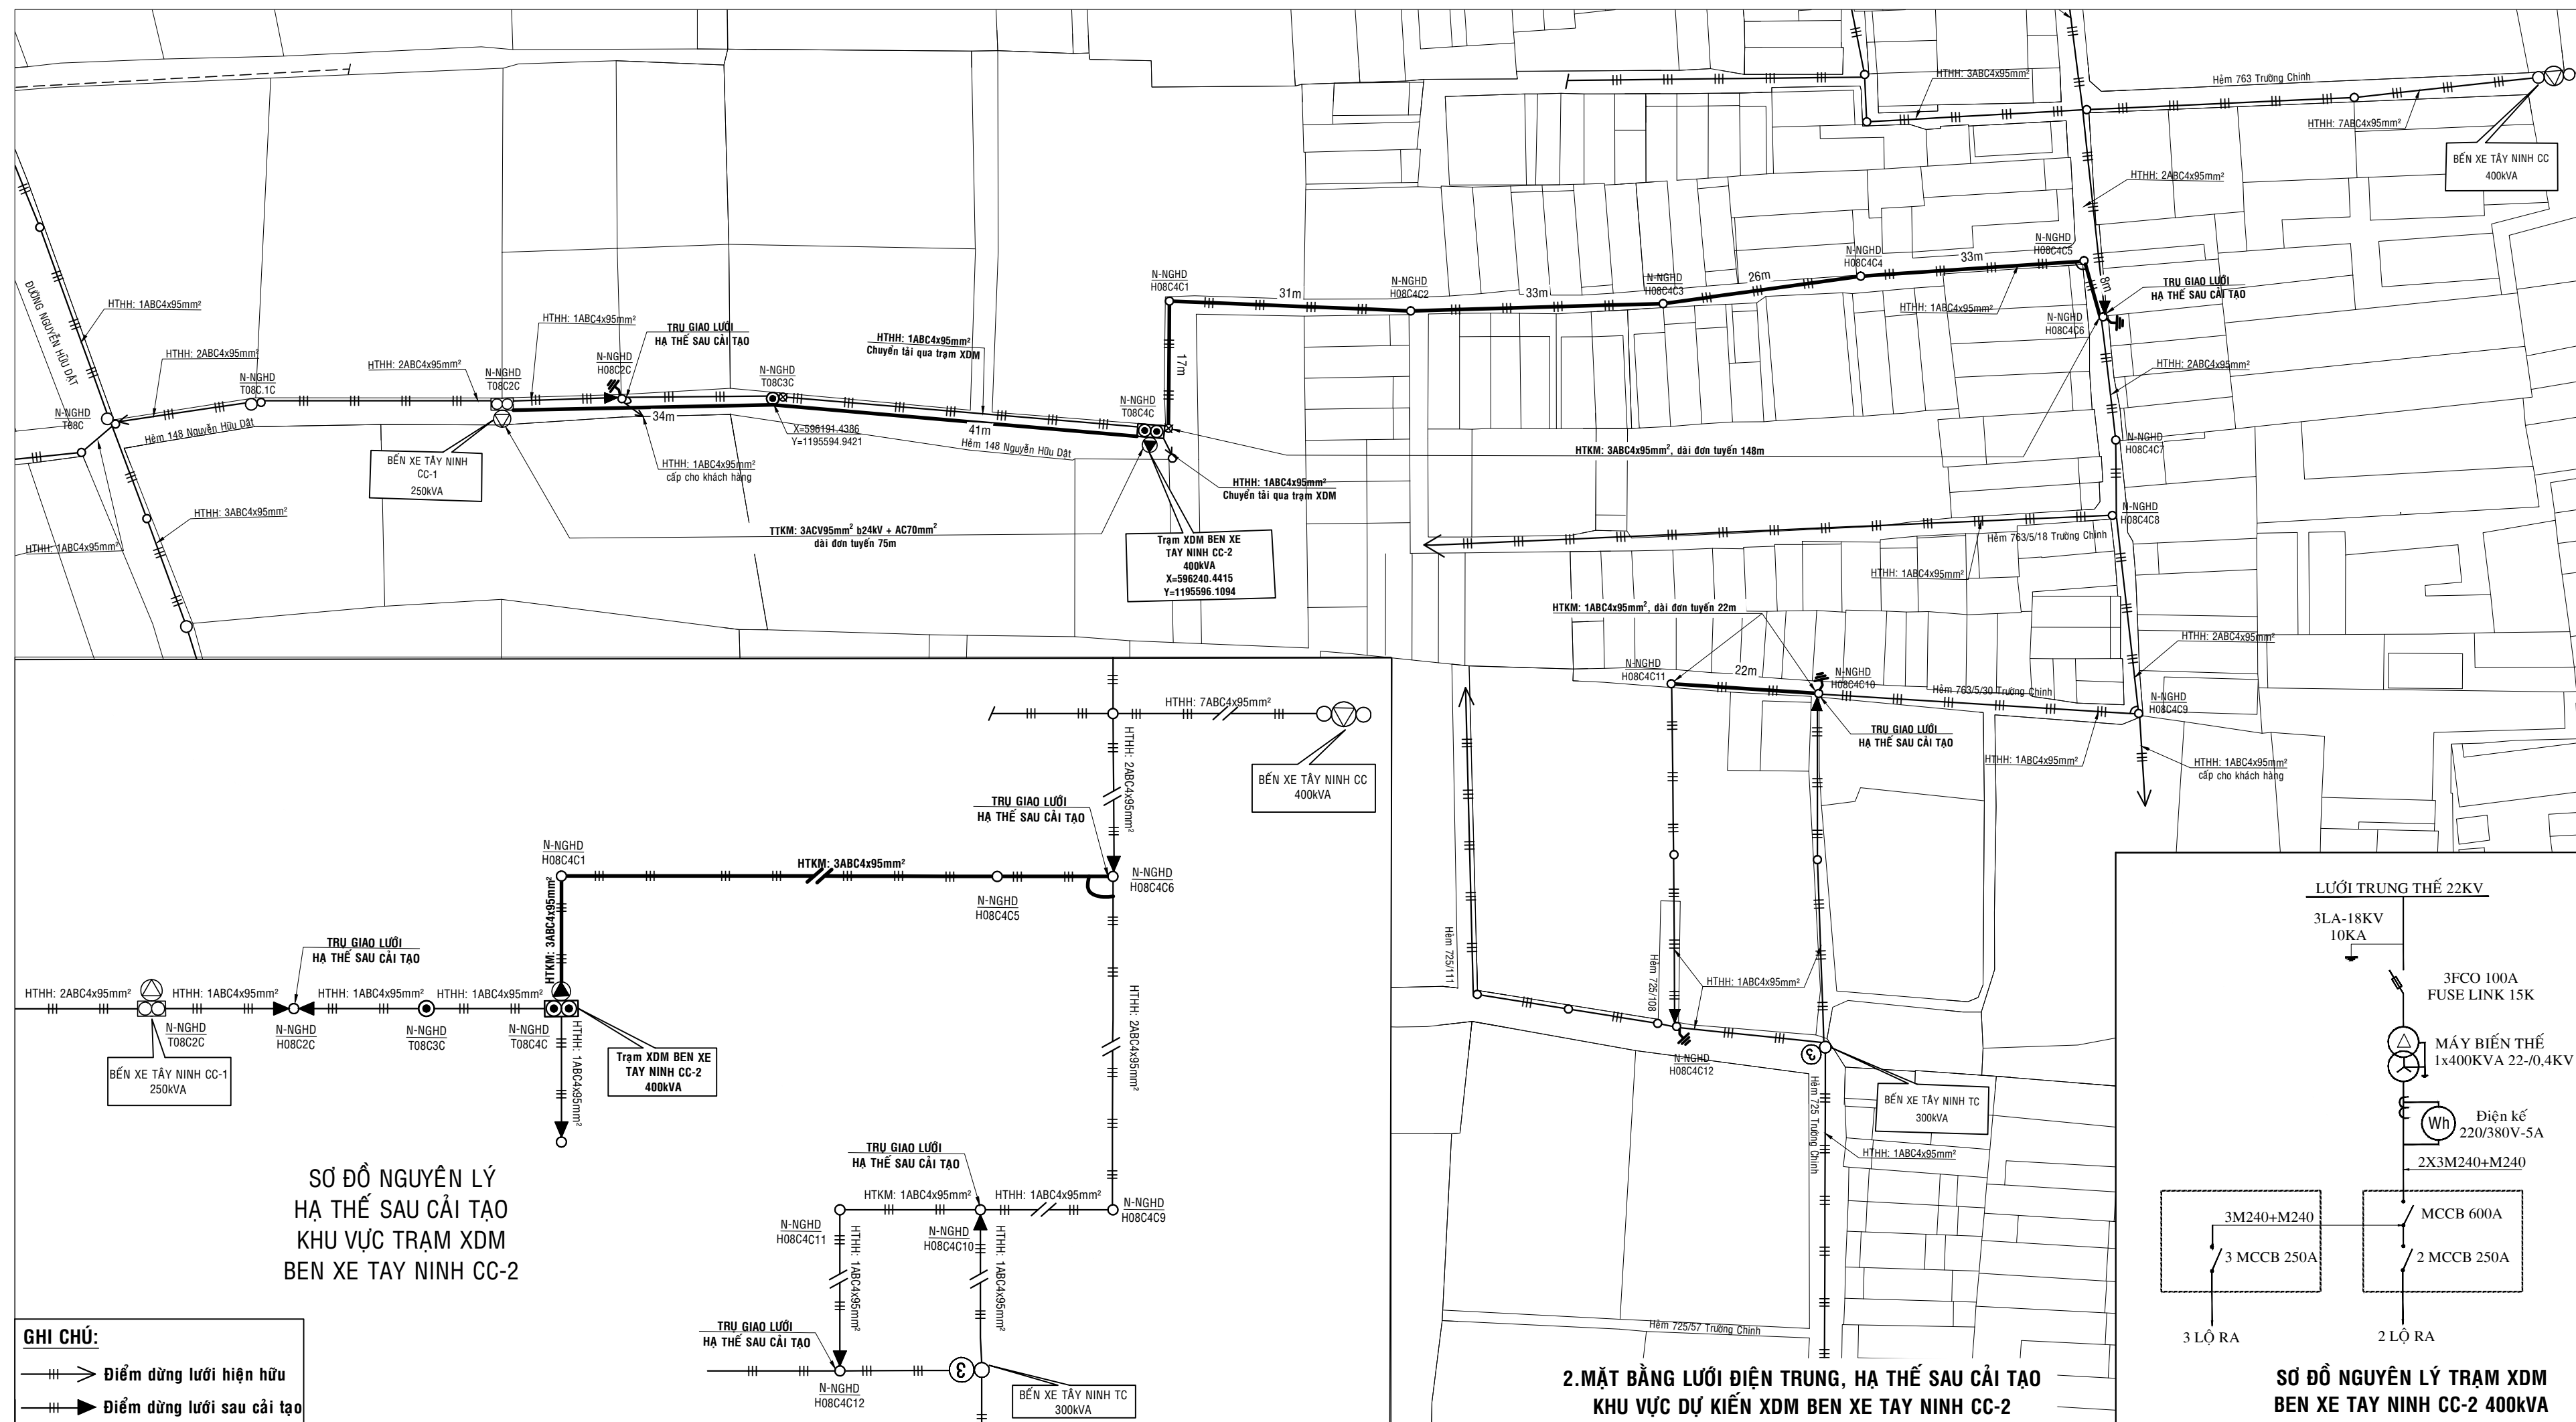 HTHH: 3ABC4x95mm²
Hẻm 763 Trường Chinh
HTHH: 7ABC4x95mm²
BẾN XE TÂY NINH CC
400kVA
HTHH: 2ABC4x95mm²
N-NGHD
H08C4C5
N-NGHD
H08C4C4
33m
8m
TRỤ GIAO LƯỚI
HẠ THẾ SAU CẢI TẠO
N-NGHD
H08C4C1
31m
N-NGHD
H08C4C2
33m
N-NGHD
H08C4C3
26m
HTHH: 1ABC4x95mm²
N-NGHD
H08C4C6
ĐƯỜNG NGUYỄN HỮU DẬT
HTHH: 1ABC4x95mm²
HTHH: 1ABC4x95mm²
TRỤ GIAO LƯỚI
HẠ THẾ SAU CẢI TẠO
HTHH: 1ABC4x95mm²
Chuyển tải qua trạm XDM
17m
HTHH: 2ABC4x95mm²
HTHH: 2ABC4x95mm²
N-NGHD
T08C.1C
HTHH: 2ABC4x95mm²
N-NGHD
T08C2C
N-NGHD
H08C2C
N-NGHD
T08C3C
N-NGHD
T08C4C
N-NGHD
T08C
Hẻm 148 Nguyễn Hữu Dật
34m
X=596191.4386
Y=1195594.9421
41m
Hẻm 148 Nguyễn Hữu Dật
HTKM: 3ABC4x95mm², dài đơn tuyến 148m
N-NGHD
H08C4C7
BẾN XE TÂY NINH
CC-1
250kVA
HTHH: 1ABC4x95mm²
cấp cho khách hàng
HTHH: 1ABC4x95mm²
Chuyển tải qua trạm XDM
HTHH: 3ABC4x95mm²
HTHH: 1ABC4x95mm²
TTKM: 3ACV95mm² b24kV + AC70mm²
dài đơn tuyến 75m
Trạm XDM BEN XE
TAY NINH CC-2
400kVA
X=596240.4415
Y=1195596.1094
N-NGHD
H08C4C8
Hẻm 763/5/18 Trường Chinh
HTHH: 1ABC4x95mm²
HTKM: 1ABC4x95mm², dài đơn tuyến 22m
HTHH: 2ABC4x95mm²
N-NGHD
H08C4C11
22m
N-NGHD
H08C4C10
Hẻm 763/5/30 Trường Chinh
N-NGHD
H08C4C9
TRỤ GIAO LƯỚI
HẠ THẾ SAU CẢI TẠO
HTHH: 1ABC4x95mm²
HTHH: 1ABC4x95mm²
cấp cho khách hàng
Hẻm 725/111
Hẻm 725/108
HTHH: 1ABC4x95mm²
N-NGHD
H08C4C12
3
BẾN XE TÂY NINH TC
300kVA
Hẻm 725 Trường Chinh
HTHH: 1ABC4x95mm²
Hẻm 725/57 Trường Chinh
2.MẶT BẰNG LƯỚI ĐIỆN TRUNG, HẠ THẾ SAU CẢI TẠO
KHU VỰC DỰ KIẾN XDM BEN XE TAY NINH CC-2
HTHH: 7ABC4x95mm²
HTHH: 2ABC4x95mm²
BẾN XE TÂY NINH CC
400kVA
TRỤ GIAO LƯỚI
HẠ THẾ SAU CẢI TẠO
N-NGHD
H08C4C1
HTKM: 3ABC4x95mm²
N-NGHD
H08C4C6
N-NGHD
H08C4C5
HTKM: 3ABC4x95mm²
TRỤ GIAO LƯỚI
HẠ THẾ SAU CẢI TẠO
HTHH: 2ABC4x95mm²
HTHH: 1ABC4x95mm²
HTHH: 1ABC4x95mm²
HTHH: 1ABC4x95mm²
HTHH: 2ABC4x95mm²
N-NGHD
T08C2C
N-NGHD
H08C2C
N-NGHD
T08C3C
N-NGHD
T08C4C
HTHH: 1ABC4x95mm²
BẾN XE TÂY NINH CC-1
250kVA
Trạm XDM BEN XE
TAY NINH CC-2
400kVA
SƠ ĐỒ NGUYÊN LÝ
HẠ THẾ SAU CẢI TẠO
KHU VỰC TRẠM XDM
BEN XE TAY NINH CC-2
TRỤ GIAO LƯỚI
HẠ THẾ SAU CẢI TẠO
HTKM: 1ABC4x95mm²
HTHH: 1ABC4x95mm²
N-NGHD
H08C4C9
N-NGHD
H08C4C11
N-NGHD
H08C4C10
HTHH: 1ABC4x95mm²
HTHH: 1ABC4x95mm²
TRỤ GIAO LƯỚI
HẠ THẾ SAU CẢI TẠO
3
N-NGHD
H08C4C12
BẾN XE TÂY NINH TC
300kVA
GHI CHÚ:
Điểm dừng lưới hiện hữu
Điểm dừng lưới sau cải tạo
LƯỚI TRUNG THẾ 22KV
3LA-18KV
10KA
3FCO 100A
FUSE LINK 15K
MÁY BIẾN THẾ
1x400KVA 22-/0,4KV
Wh
Điện kế
220/380V-5A
2X3M240+M240
3M240+M240
MCCB 600A
3 MCCB 250A
2 MCCB 250A
3 LỘ RA
2 LỘ RA
SƠ ĐỒ NGUYÊN LÝ TRẠM XDM
BEN XE TAY NINH CC-2 400kVA